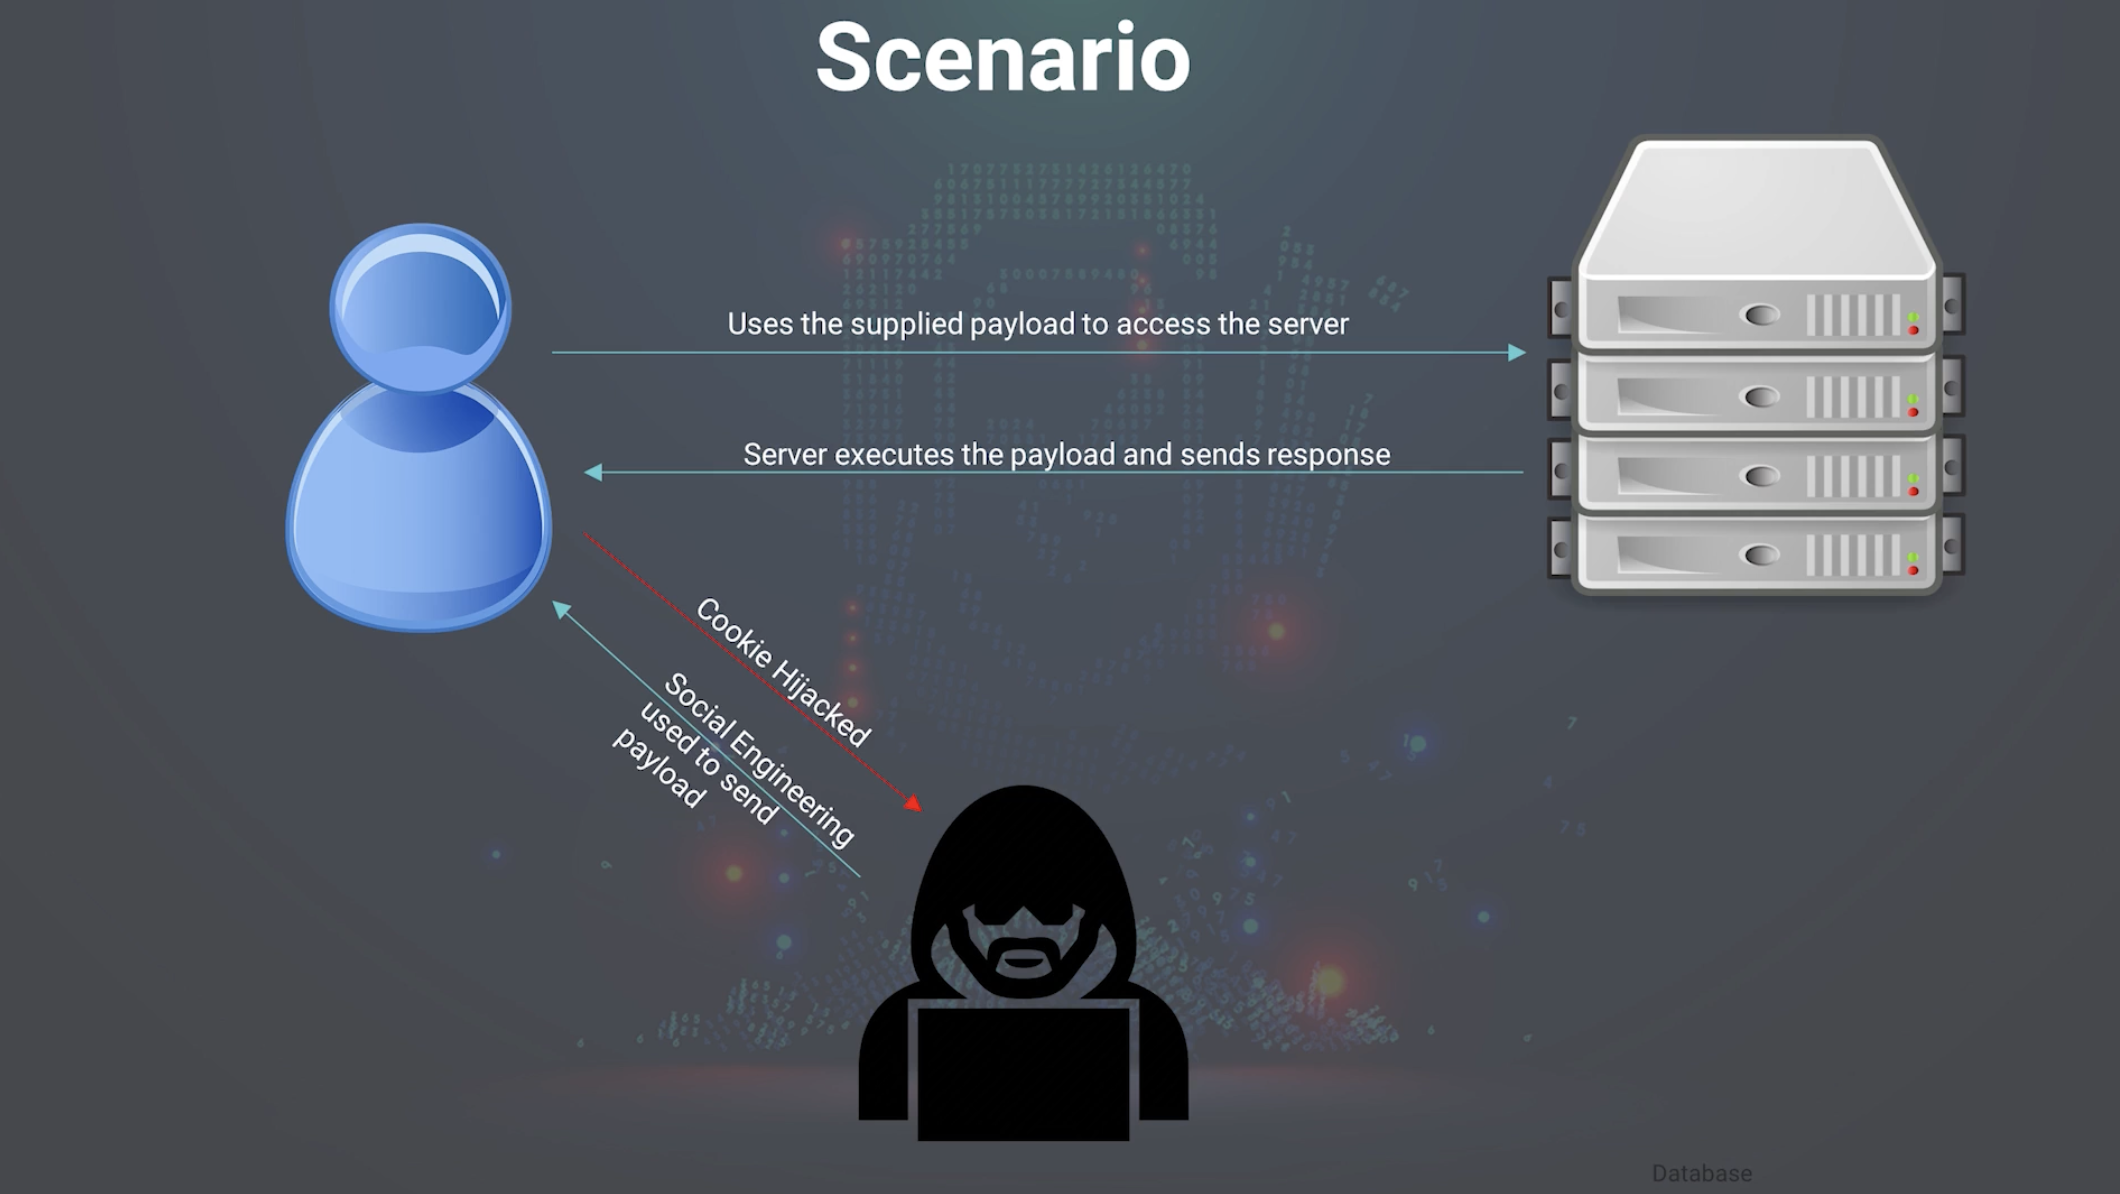 Scenario
Uses the supplied payload to access the server
Server executes the payload and sends response
Cookie Hijacked
Social Engineering
used to send
payload
Database